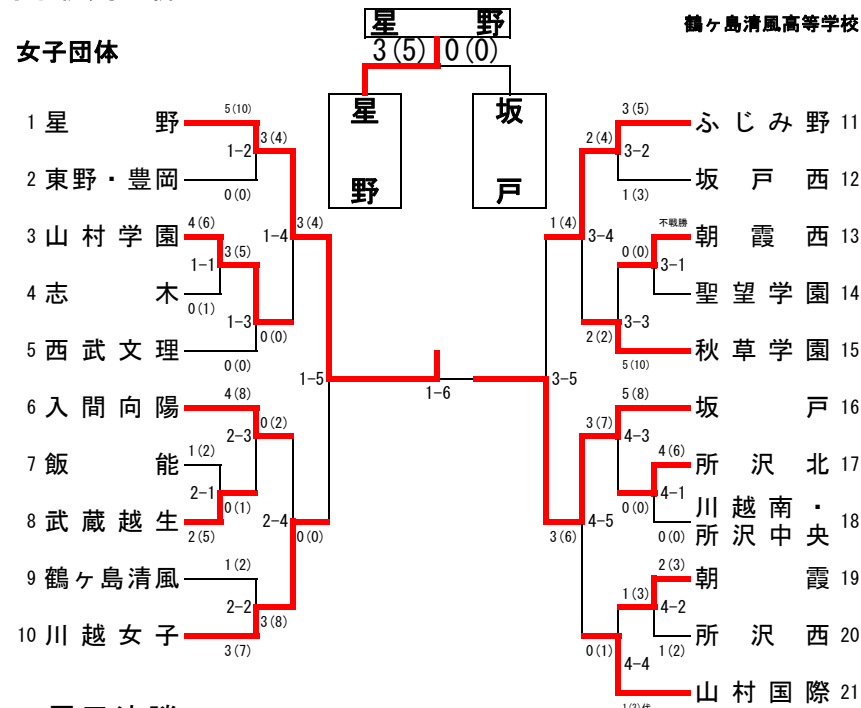 鶴ヶ島清風高等学校
女子団体
星 野
3(5) 0(0)
星 野
坂 戸
1 星 野
2 東野・豊岡
3 山村学園
4 志 木
5 西武文理
6 入間向陽
7 飯 能
8 武蔵越生
9 鶴ヶ島清風
10 川越女子
5(10)
0(0)
4(6)
0(1)
0(0)
4(8)
1(2)
2(5)
1(2)
3(7)
1-2
3(4)
1-1
3(5)
1-3
0(0)
1-4
3(4)
2-3
0(2)
2-1
0(1)
2-4
0(0)
2-2
3(8)
1-5
1-6
3-5
ふじみ野 11
坂戸西 12
朝霞西 13
聖望学園 14
秋草学園 15
坂 戸 16
所沢北 17
川越南・
所沢中央 18
朝 霞 19
所沢西 20
山村国際 21
3(5)
1(3)
不戦勝
5(10)
5(8)
4(6)
0(0)
2(3)
1(2)
2(4)
3-2
0(0)
3-1
3-3
2(2)
1(4)
3-4
3(7)
4-3
4-1
0(0)
4-5
3(6)
1(3)
4-2
0(1)
4-4